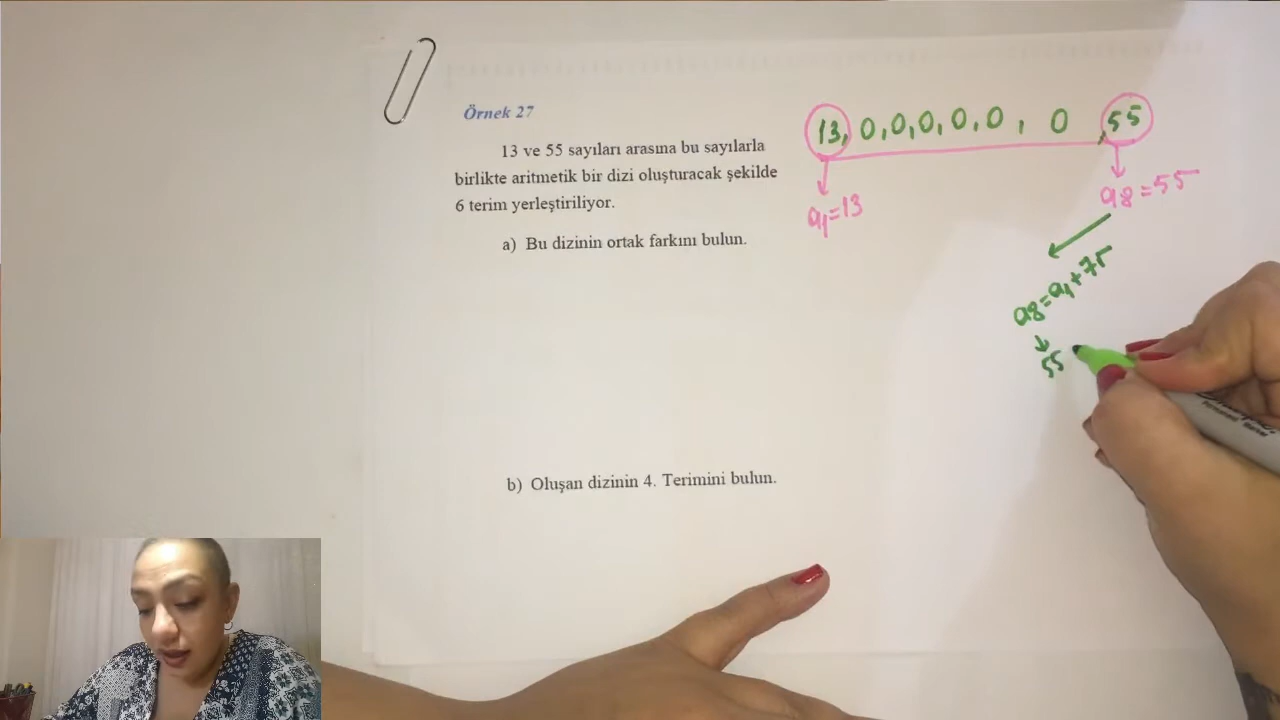 Örnek 27
13 ve 55 sayıları arasına bu sayılarla
birlikte aritmetik bir dizi oluşturacak şekilde
6 terim yerleştiriliyor.
a) Bu dizinin ortak farkını bulun.
b) Oluşan dizinin 4. Terimini bulun.
13, 0, 0, 0, 0, 0, 0, 55
a1=13
a8=55
a8=a1+7r
55